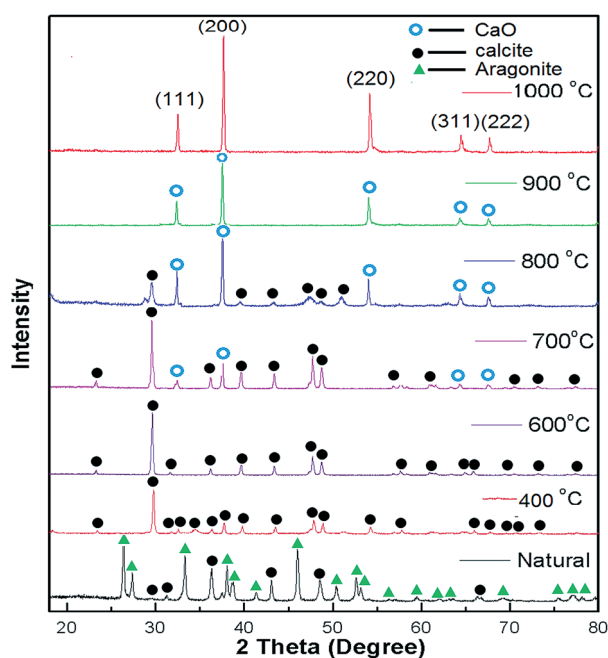 (200)
CaO
calcite
Aragonite
(111)
(220)
1000 °C
(311) (222)
900 °C
800 °C
700°C
600°C
400 °C
Natural
Intensity
20 30 40 50 60 70 80
2 Theta (Degree)